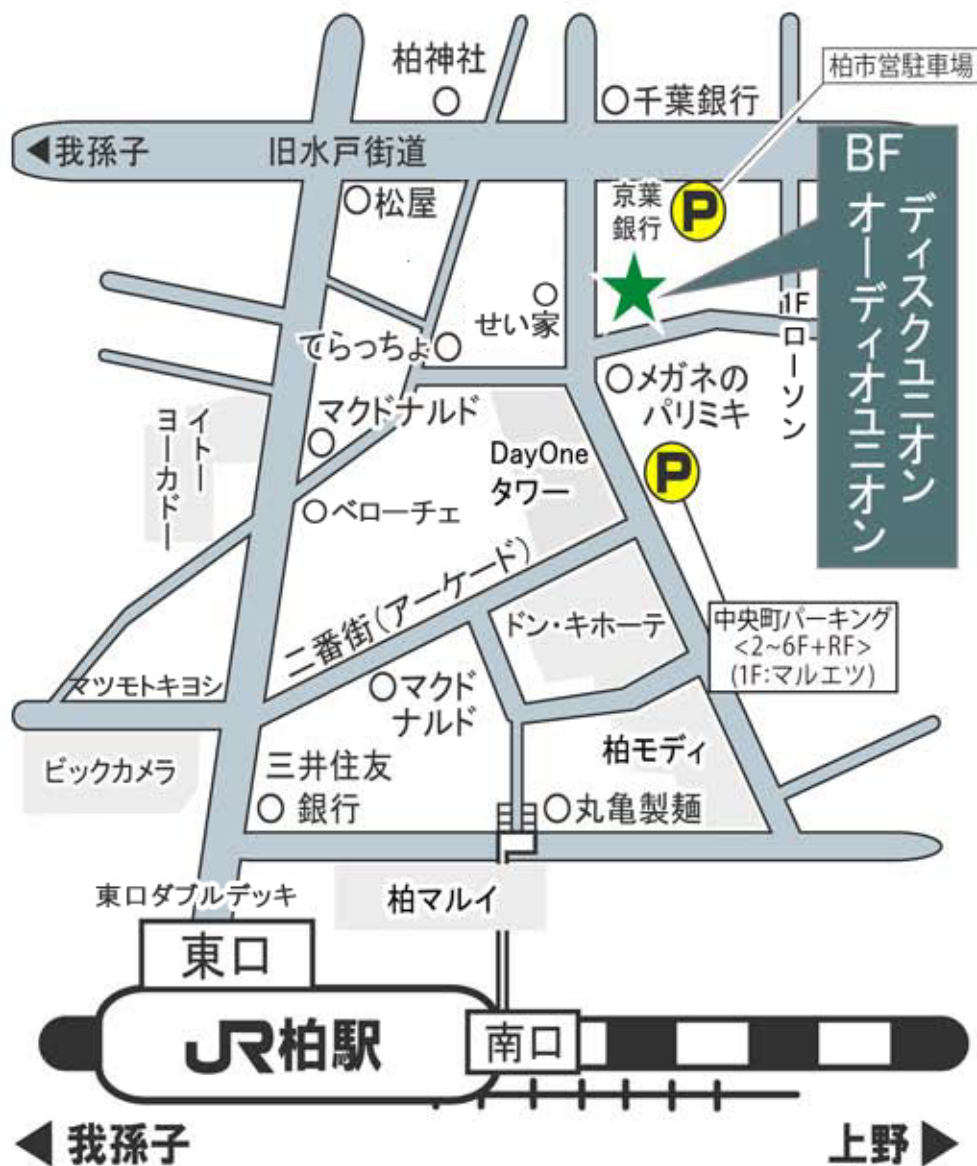 柏神社
千葉銀行
柏市営駐車場
◀我孫子
旧水戸街道
BF
ディスクユニオン
オーディオユニオン
松屋
京葉
銀行
P
せい家
1F
ローソン
てらっちょ
メガネの
パリミキ
マクドナルド
イトー
ヨーカドー
DayOne
タワー
P
ベローチェ
二番街(アーケード)
ドン・キホーテ
中央町パーキング
<2~6F+RF>
(1F:マルエツ)
マツモトキヨシ
マクド
ナルド
柏モディ
ビックカメラ
三井住友
銀行
丸亀製麺
東口ダブルデッキ
柏マルイ
東口
JR柏駅
南口
◀我孫子
上野▶